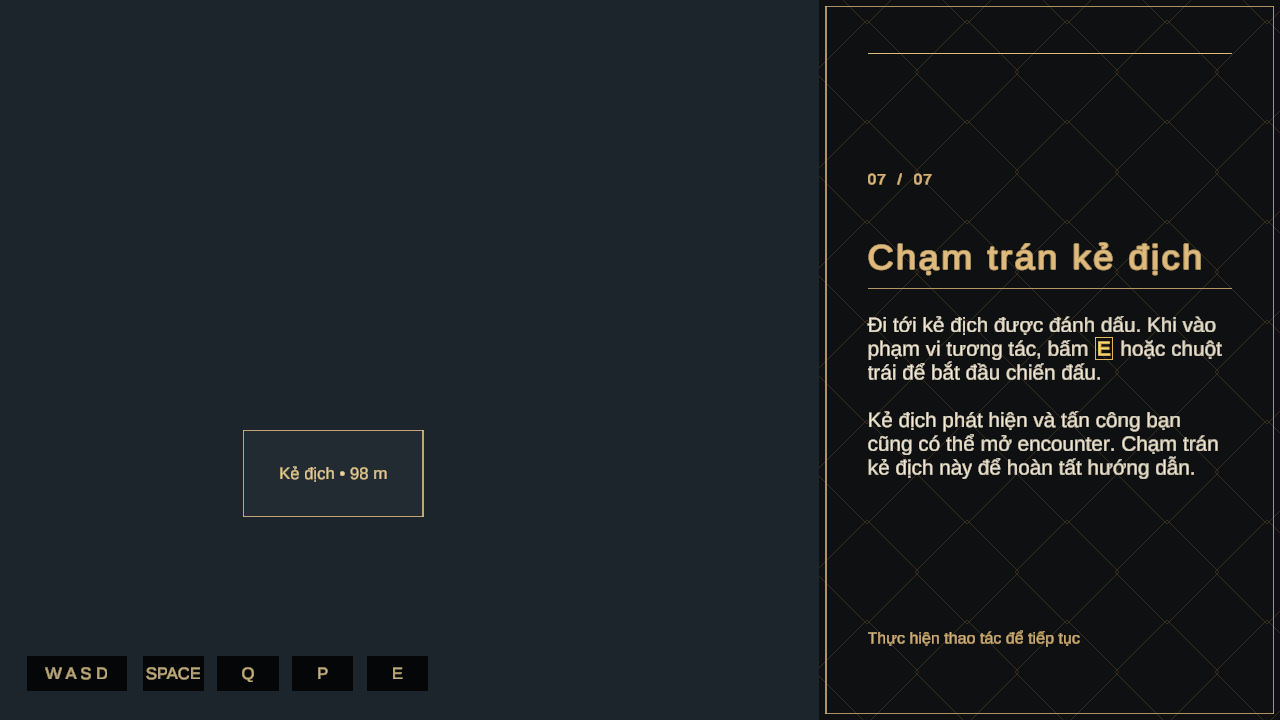 07 / 07
Chạm trán kẻ địch
Đi tới kẻ địch được đánh dấu. Khi vào
phạm vi tương tác, bấm E hoặc chuột
trái để bắt đầu chiến đấu.
Kẻ địch phát hiện và tấn công bạn
cũng có thể mở encounter. Chạm trán
kẻ địch này để hoàn tất hướng dẫn.
Kẻ địch • 98 m
Thực hiện thao tác để tiếp tục
WASD SPACE Q P E